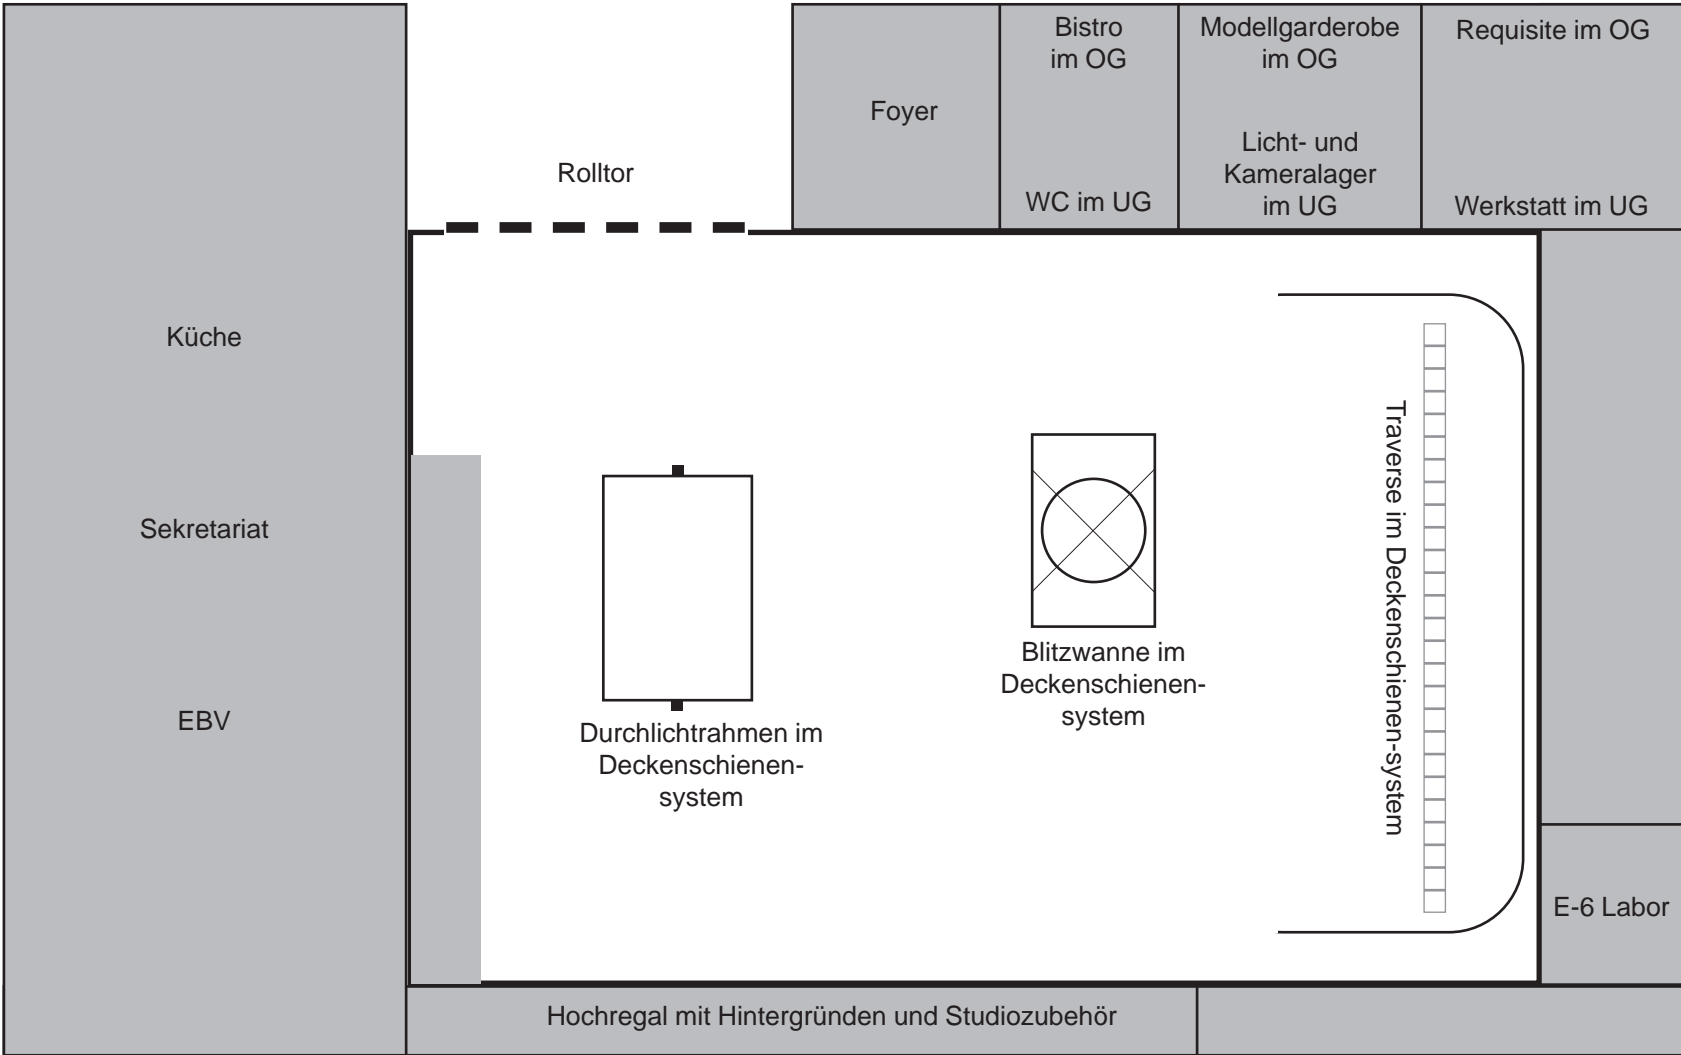 Bistro
im OG
Modellgarderobe
im OG
Requisite im OG
Foyer
Licht- und
Kameralager
im UG
Rolltor
WC im UG
Werkstatt im UG
Küche
Sekretariat
EBV
Durchlichtrahmen im
Deckenschienen-
system
Blitzwanne im
Deckenschienen-
system
Traverse im Deckenschienen-system
E-6 Labor
Hochregal mit Hintergründen und Studiozubehör